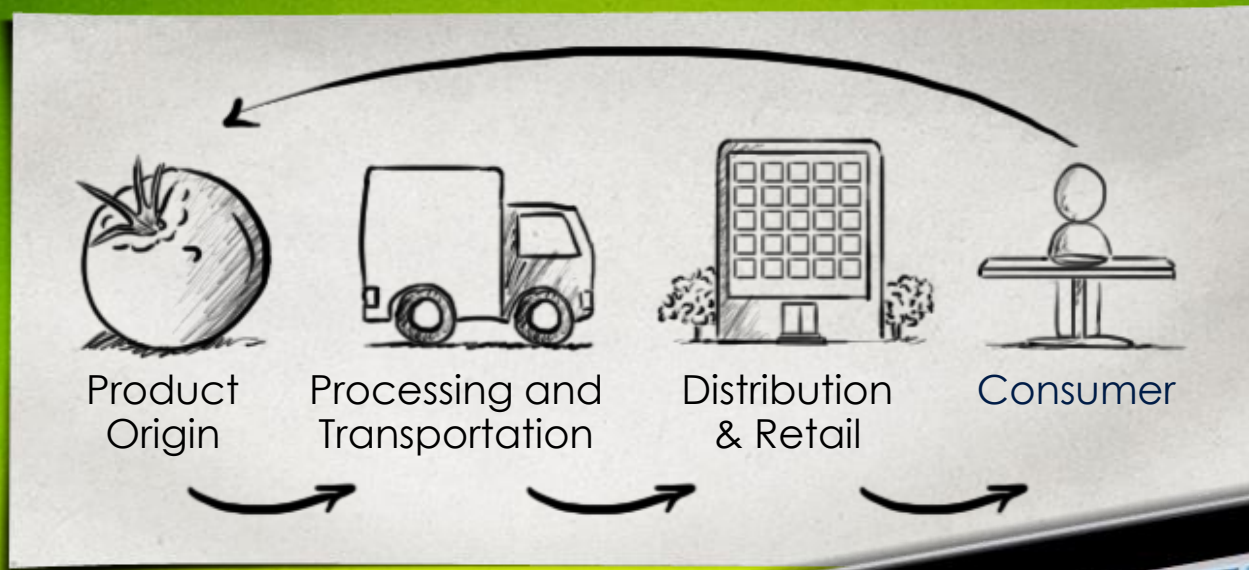 Product
Origin
Processing and
Transportation
Distribution
& Retail
Consumer